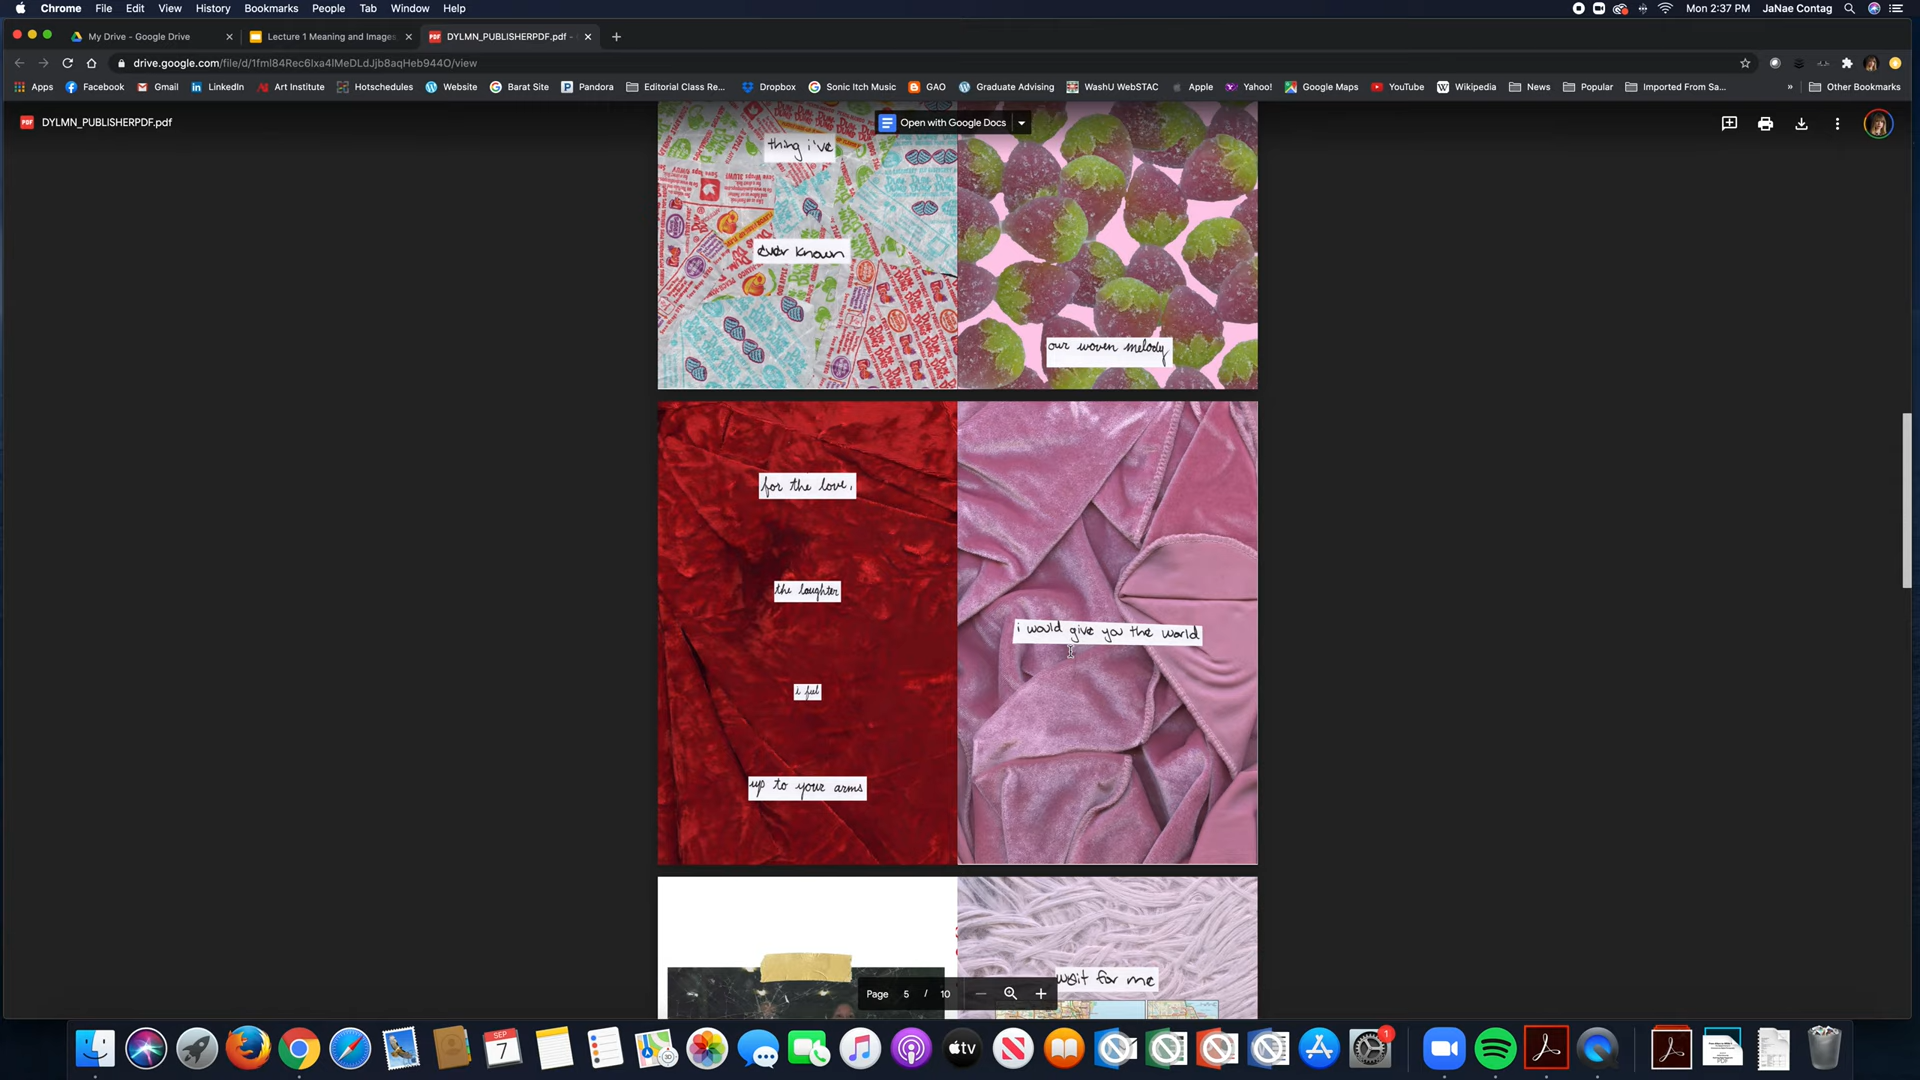 Chrome File Edit View History Bookmarks People Tab Window Help
Mon 2:37 PM JaNae Contag
My Drive - Google Drive
Lecture 1 Meaning and Images
DYLMN_PUBLISHERPDF.pdf -
drive.google.com/file/d/1fml84Rec6Ixa4lMeDLdJjb8aqHeb944O/view
Apps Facebook Gmail LinkedIn Art Institute Hotschedules Website Barat Site Pandora Editorial Class Re... Dropbox Sonic Itch Music GAO Graduate Advising WashU WebSTAC Apple Yahoo! Google Maps YouTube Wikipedia News Popular Imported From Sa... » Other Bookmarks
DYLMN_PUBLISHERPDF.pdf
Open with Google Docs
thing i've
ever known
our woven melody
for the love,
the laughter
i feel
up to your arms
i would give you the world
wait for me
Page 5 / 10
SEP
7
tv
1